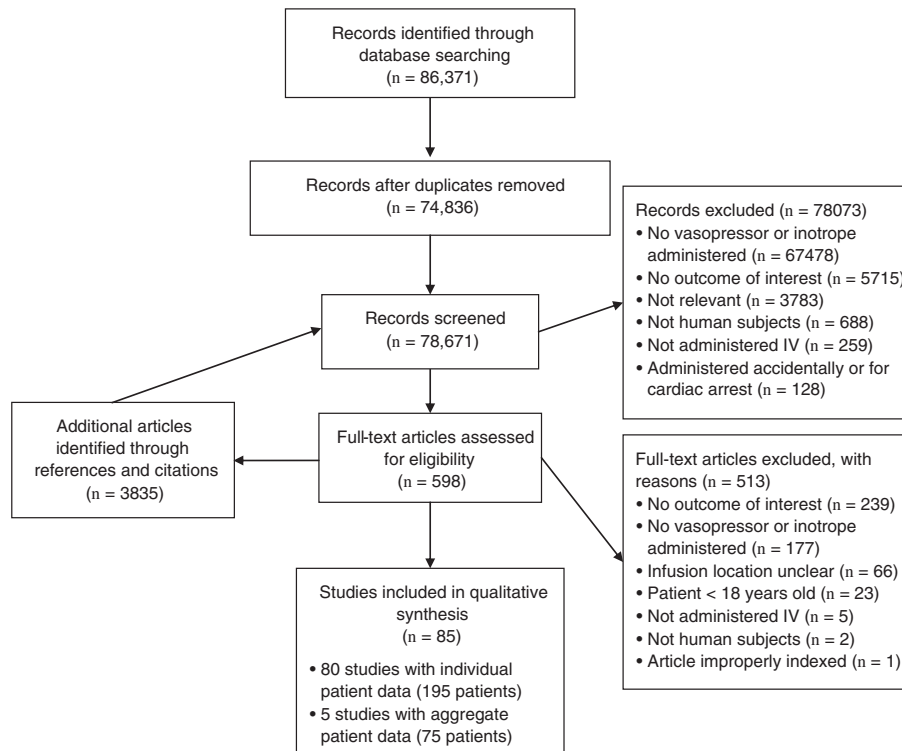 Records identified through
database searching
(n = 86,371)
Records after duplicates removed
(n = 74,836)
Records excluded (n = 78073)
• No vasopressor or inotrope
administered (n = 67478)
• No outcome of interest (n = 5715)
• Not relevant (n = 3783)
• Not human subjects (n = 688)
• Not administered IV (n = 259)
• Administered accidentally or for
cardiac arrest (n = 128)
Records screened
(n = 78,671)
Additional articles
identified through
references and citations
(n = 3835)
Full-text articles assessed
for eligibility
(n = 598)
Full-text articles excluded, with
reasons (n = 513)
• No outcome of interest (n = 239)
• No vasopressor or inotrope
administered (n = 177)
• Infusion location unclear (n = 66)
• Patient < 18 years old (n = 23)
• Not administered IV (n = 5)
• Not human subjects (n = 2)
• Article improperly indexed (n = 1)
Studies included in qualitative
synthesis
(n = 85)
• 80 studies with individual
patient data (195 patients)
• 5 studies with aggregate
patient data (75 patients)